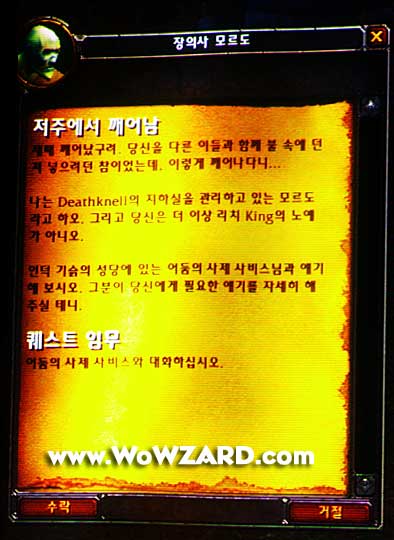 장의사 모르도
저주에서 깨어남
깨어났구려. 당신을 다른 이들과 함께 불 속에 던
져 넣으려던 참이었는데, 이렇게 깨어나다니...
나는 Deathknell의 지하실을 관리하고 있는 모르도
라고 하오. 그리고 당신은 더 이상 리치 King의 노예
가 아니오.
언덕 기슭의 성당에 있는 어둠의 사제 사비스님과 얘기
해 보시오. 그분이 당신에게 필요한 얘기를 자세히 해
주실 테니.
퀘스트 임무
어둠의 사제 사비스와 대화하십시오.
www.WoWZARD.com
수락
거절